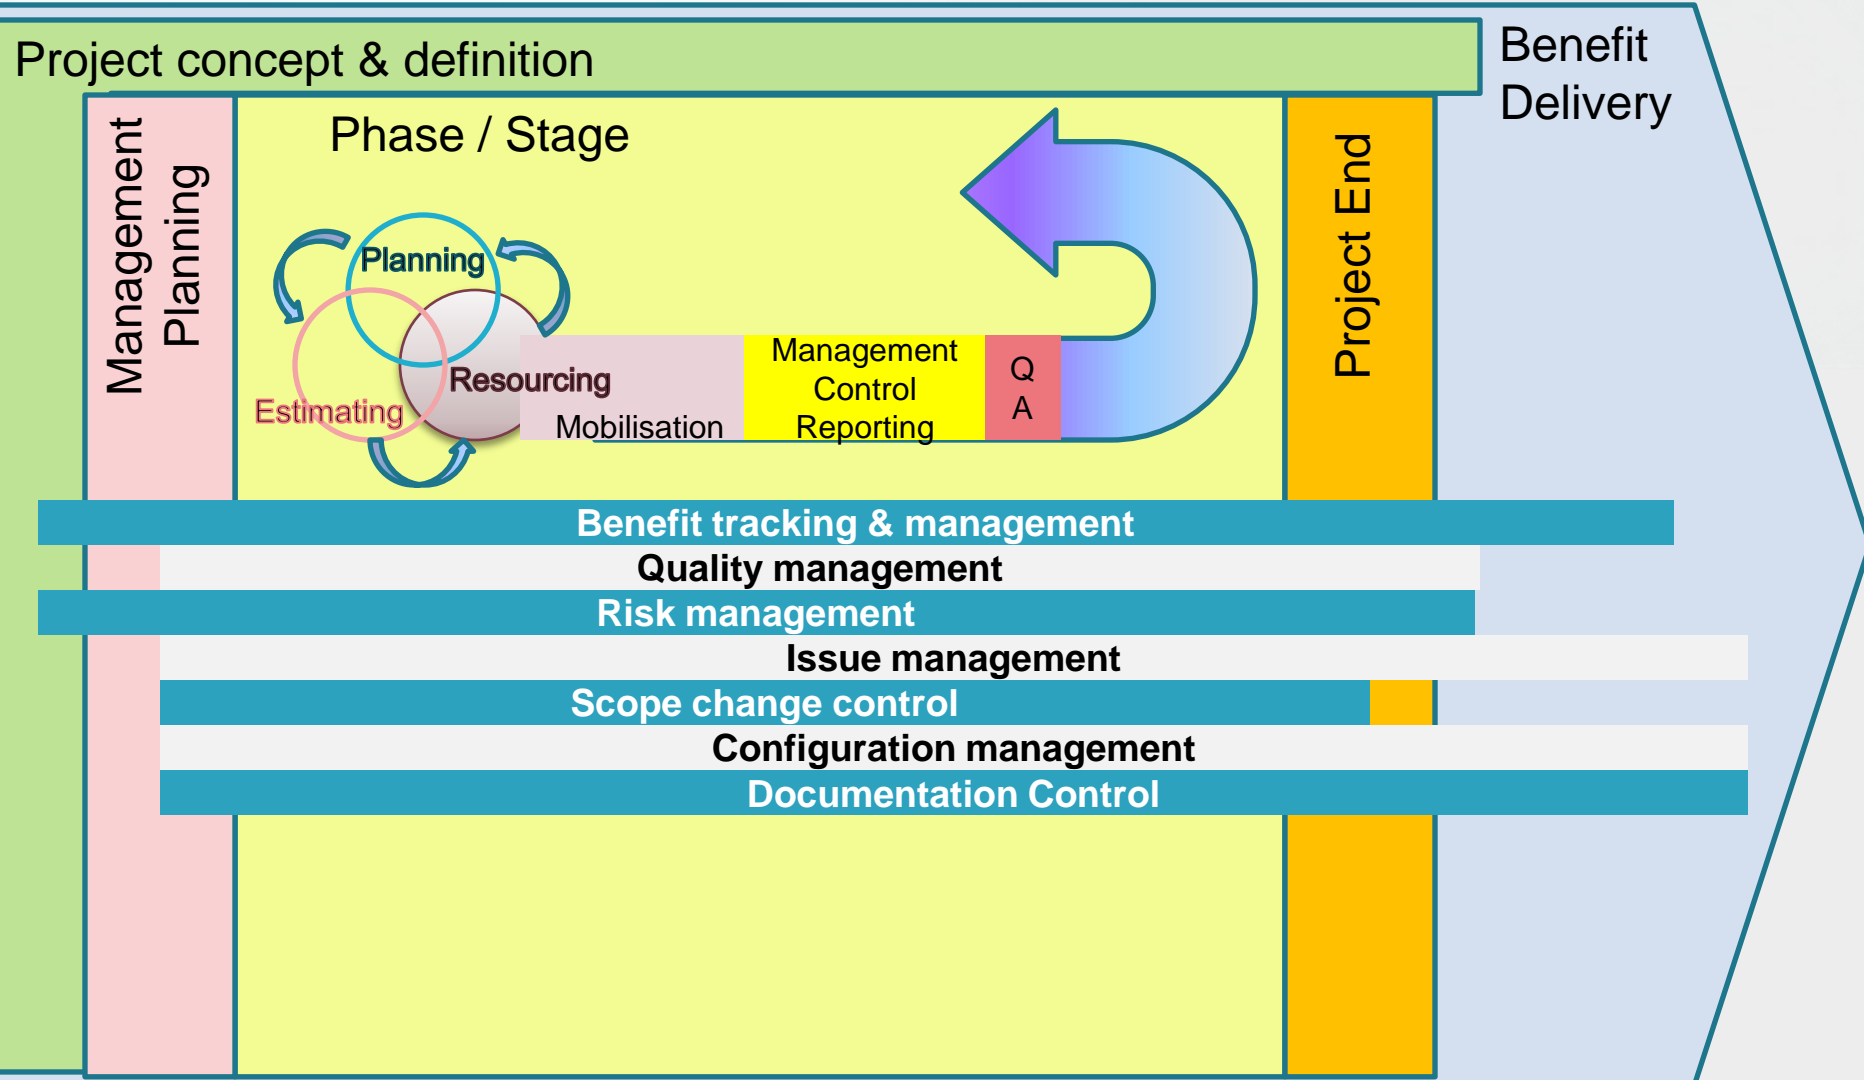 Project concept & definition
Benefit
Delivery
Management
Planning
Phase / Stage
Project End
Planning
Resourcing
Estimating
Mobilisation
Management
Control
Reporting
Q
A
Benefit tracking & management
Quality management
Risk management
Issue management
Scope change control
Configuration management
Documentation Control